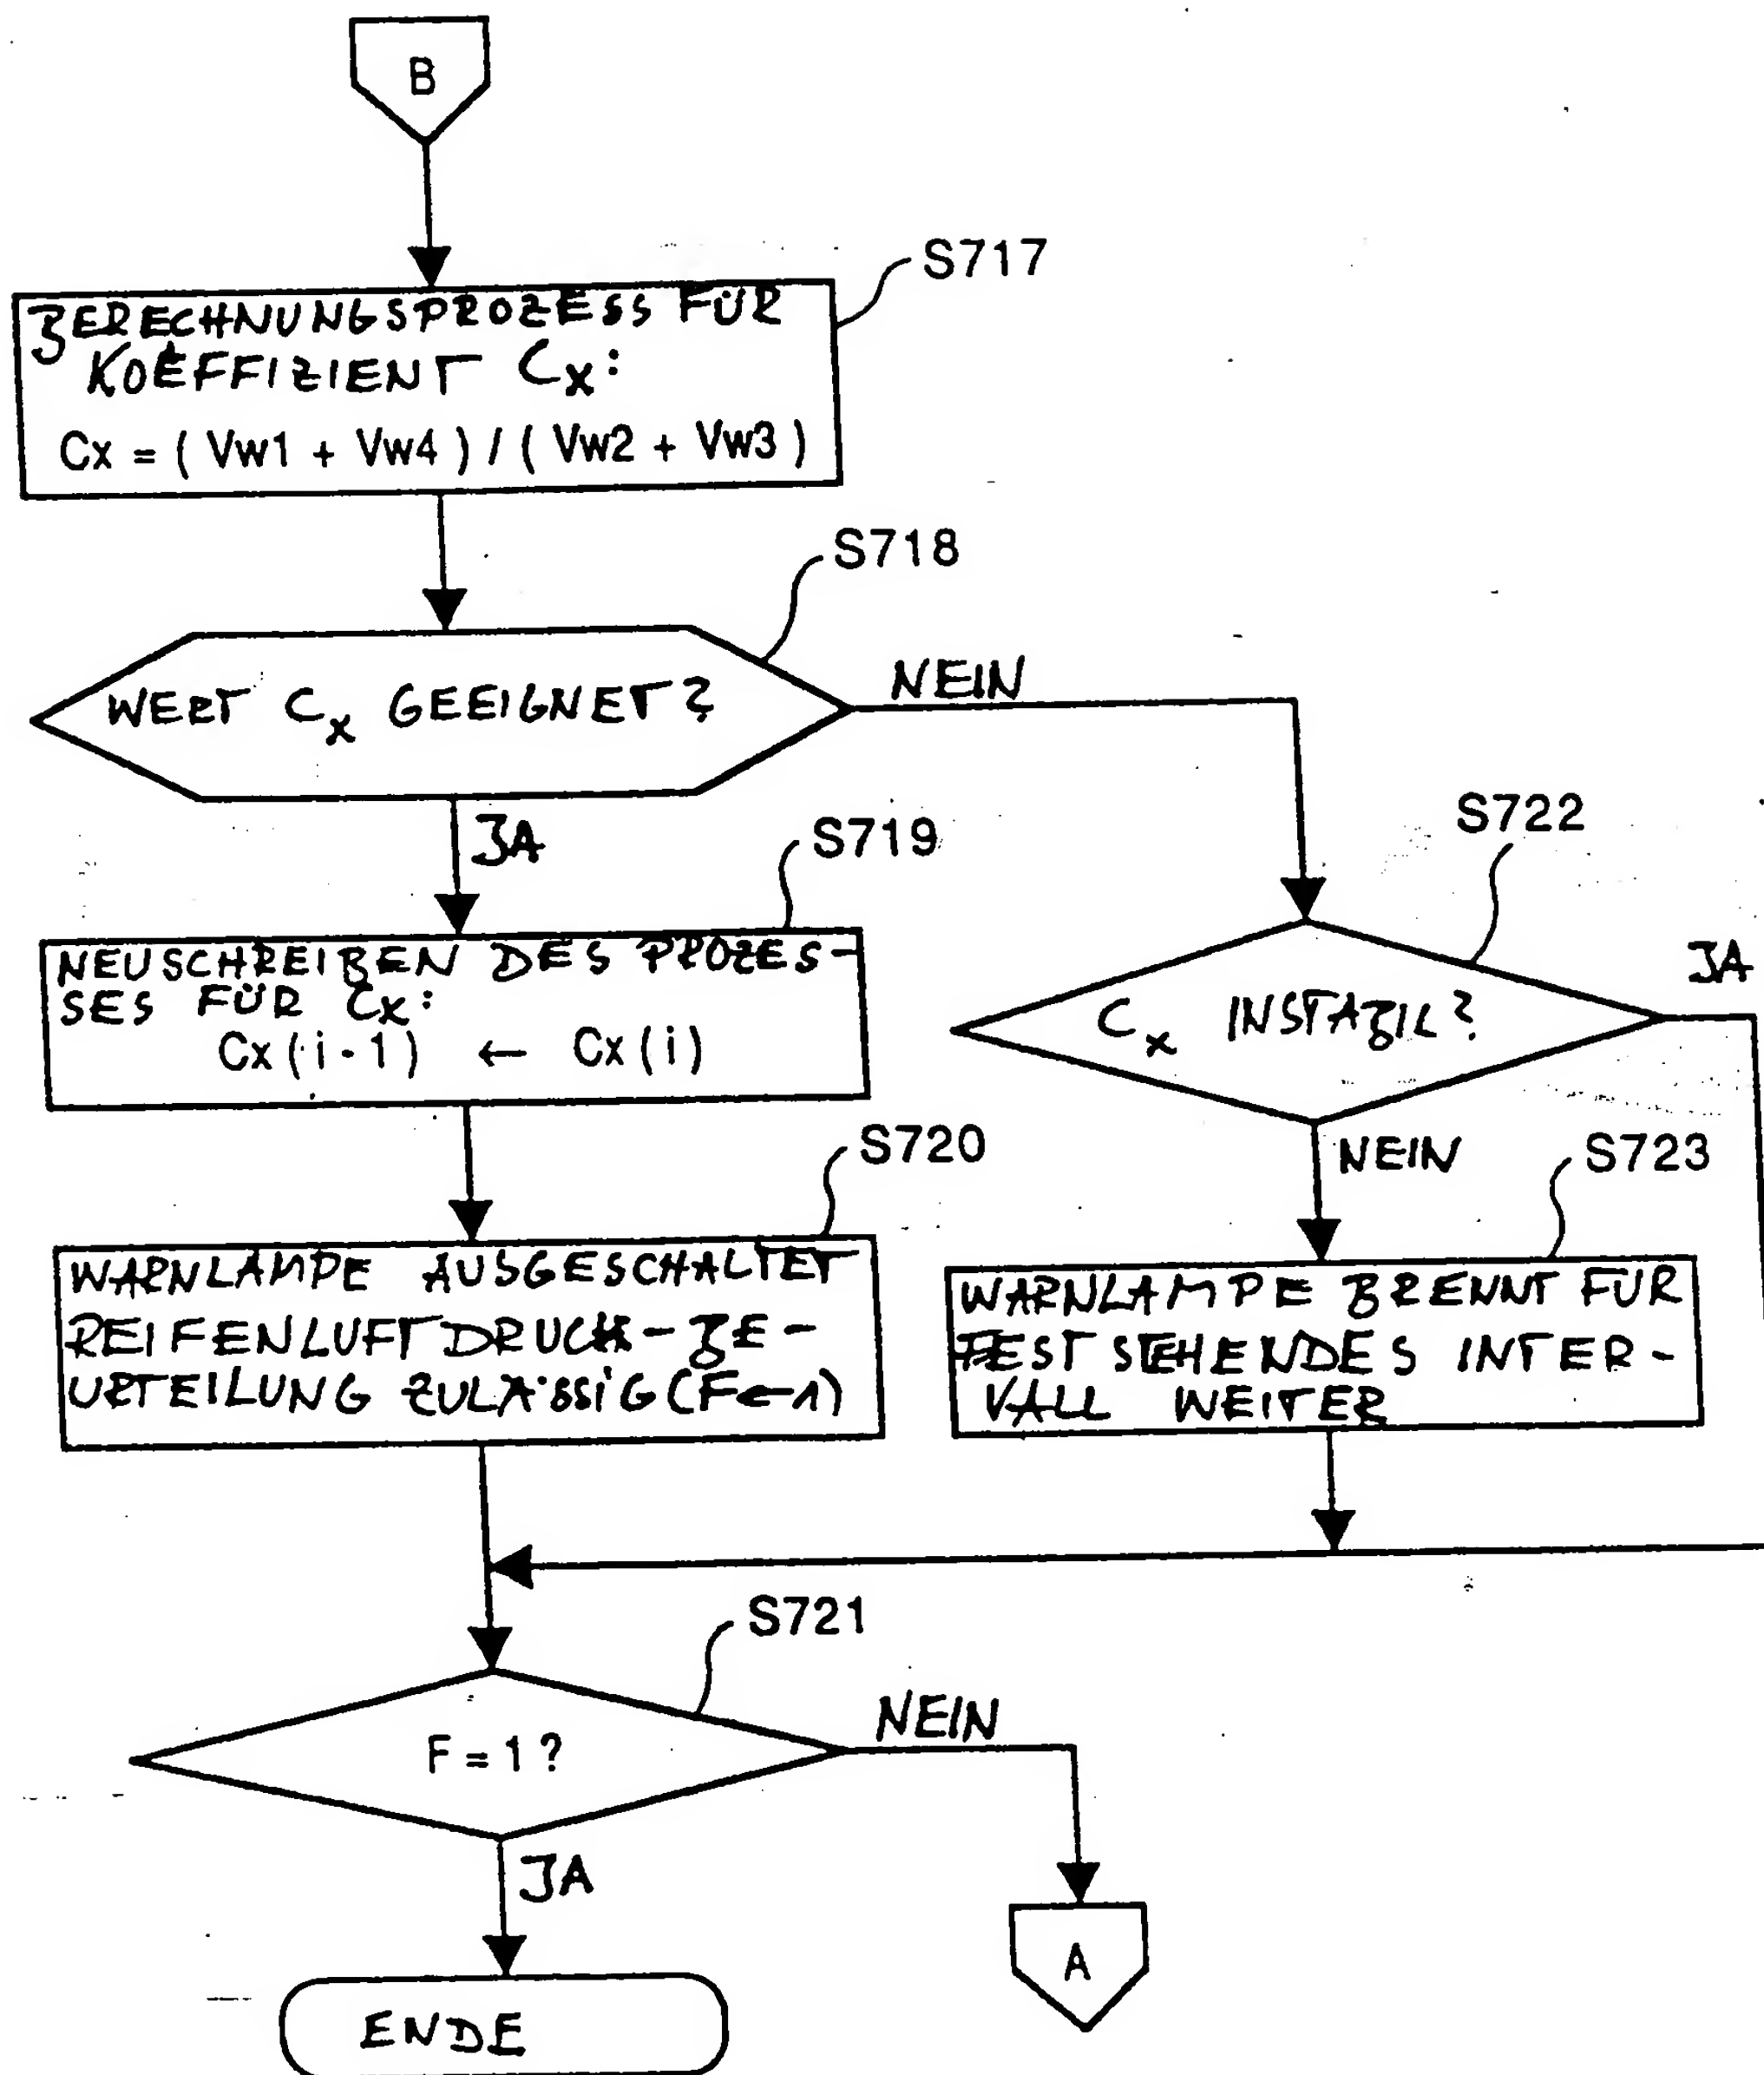 B
S717
BERECHNUNGSPROZESS FÜR
KOEFFIZIENT Cx:
Cx = ( Vw1 + Vw4 ) / ( Vw2 + Vw3 )
S718
WERT Cx GEEIGNET?
NEIN
JA
S719
NEUSCHREIBEN DES PROZES-
SES FÜR Cx:
Cx ( i - 1 ) ← Cx ( i )
S722
JA
Cx INSTABIL?
NEIN
S720
WARNLAMPE AUSGESCHALTET
REIFENLUFTDRUCK-BE-
URTEILUNG ZULÄSSIG (F←1)
S723
WARNLAMPE BRENNT FÜR
FESTSTEHENDES INTER-
VALL WEITER
S721
F = 1 ?
NEIN
JA
A
ENDE